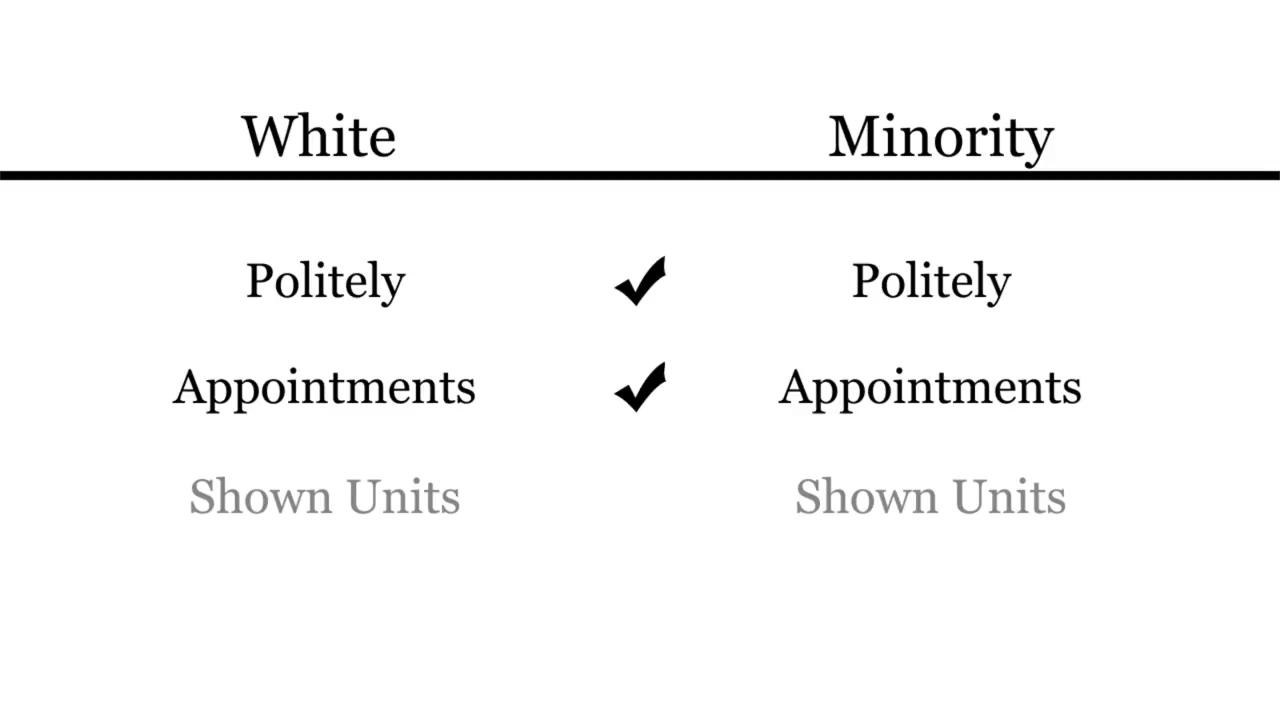 White Minority
Politely ✓ Politely
Appointments ✓ Appointments
Shown Units Shown Units